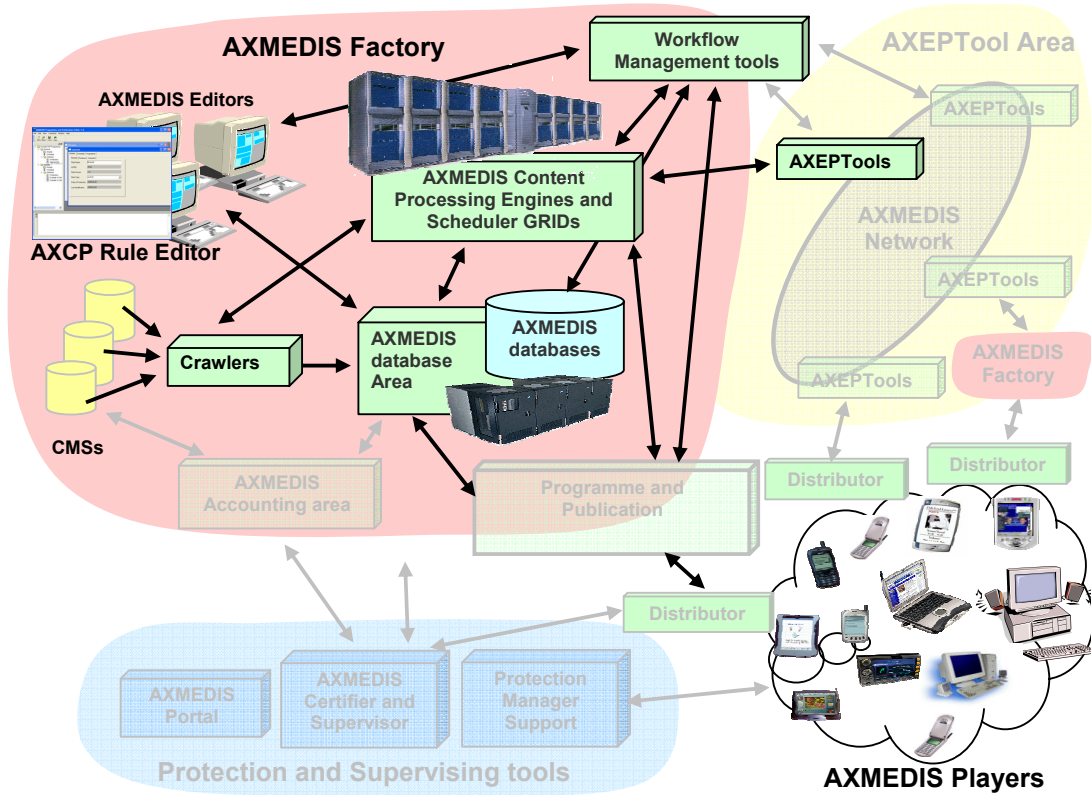 AXMEDIS Factory
Workflow
Management tools
AXEPTool Area
AXMEDIS Editors
AXEPTools
AXEPTools
AXMEDIS Content
Processing Engines and
Scheduler GRIDs
AXMEDIS
Network
AXCP Rule Editor
AXEPTools
AXMEDIS
database
Area
AXMEDIS
databases
Crawlers
AXMEDIS
Factory
AXEPTools
CMSs
AXMEDIS
Accounting area
Programme and
Publication
Distributor
Distributor
Distributor
AXMEDIS
Portal
AXMEDIS
Certifier and
Supervisor
Protection
Manager
Support
Protection and Supervising tools
AXMEDIS Players